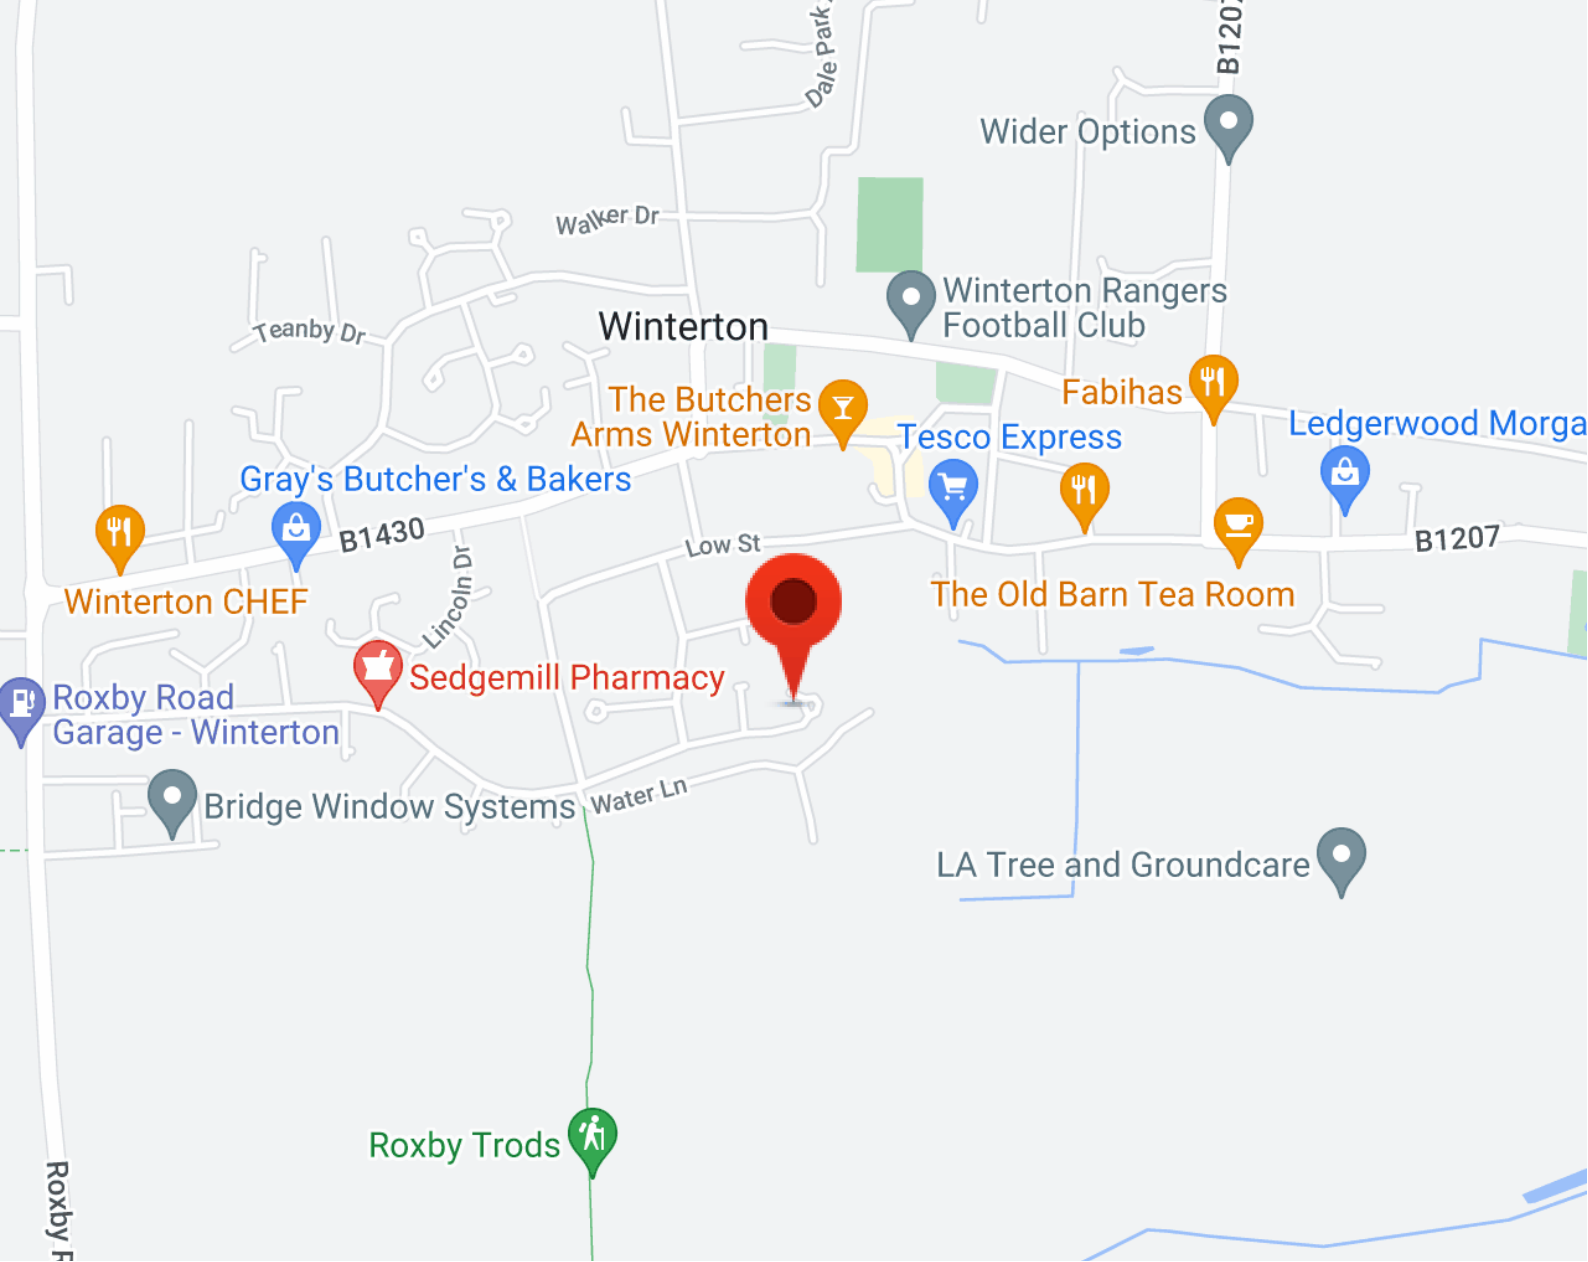 B1207
Dale Park
Wider Options
Walker Dr
Winterton Rangers
Football Club
Teanby Dr
Winterton
The Butchers
Arms Winterton
Fabihas
Tesco Express
Ledgerwood Morga
Gray's Butcher's & Bakers
B1430
Low St
B1207
Lincoln Dr
Winterton CHEF
The Old Barn Tea Room
Sedgemill Pharmacy
Roxby Road
Garage - Winterton
Bridge Window Systems
Water Ln
LA Tree and Groundcare
Roxby Trods
Roxby R